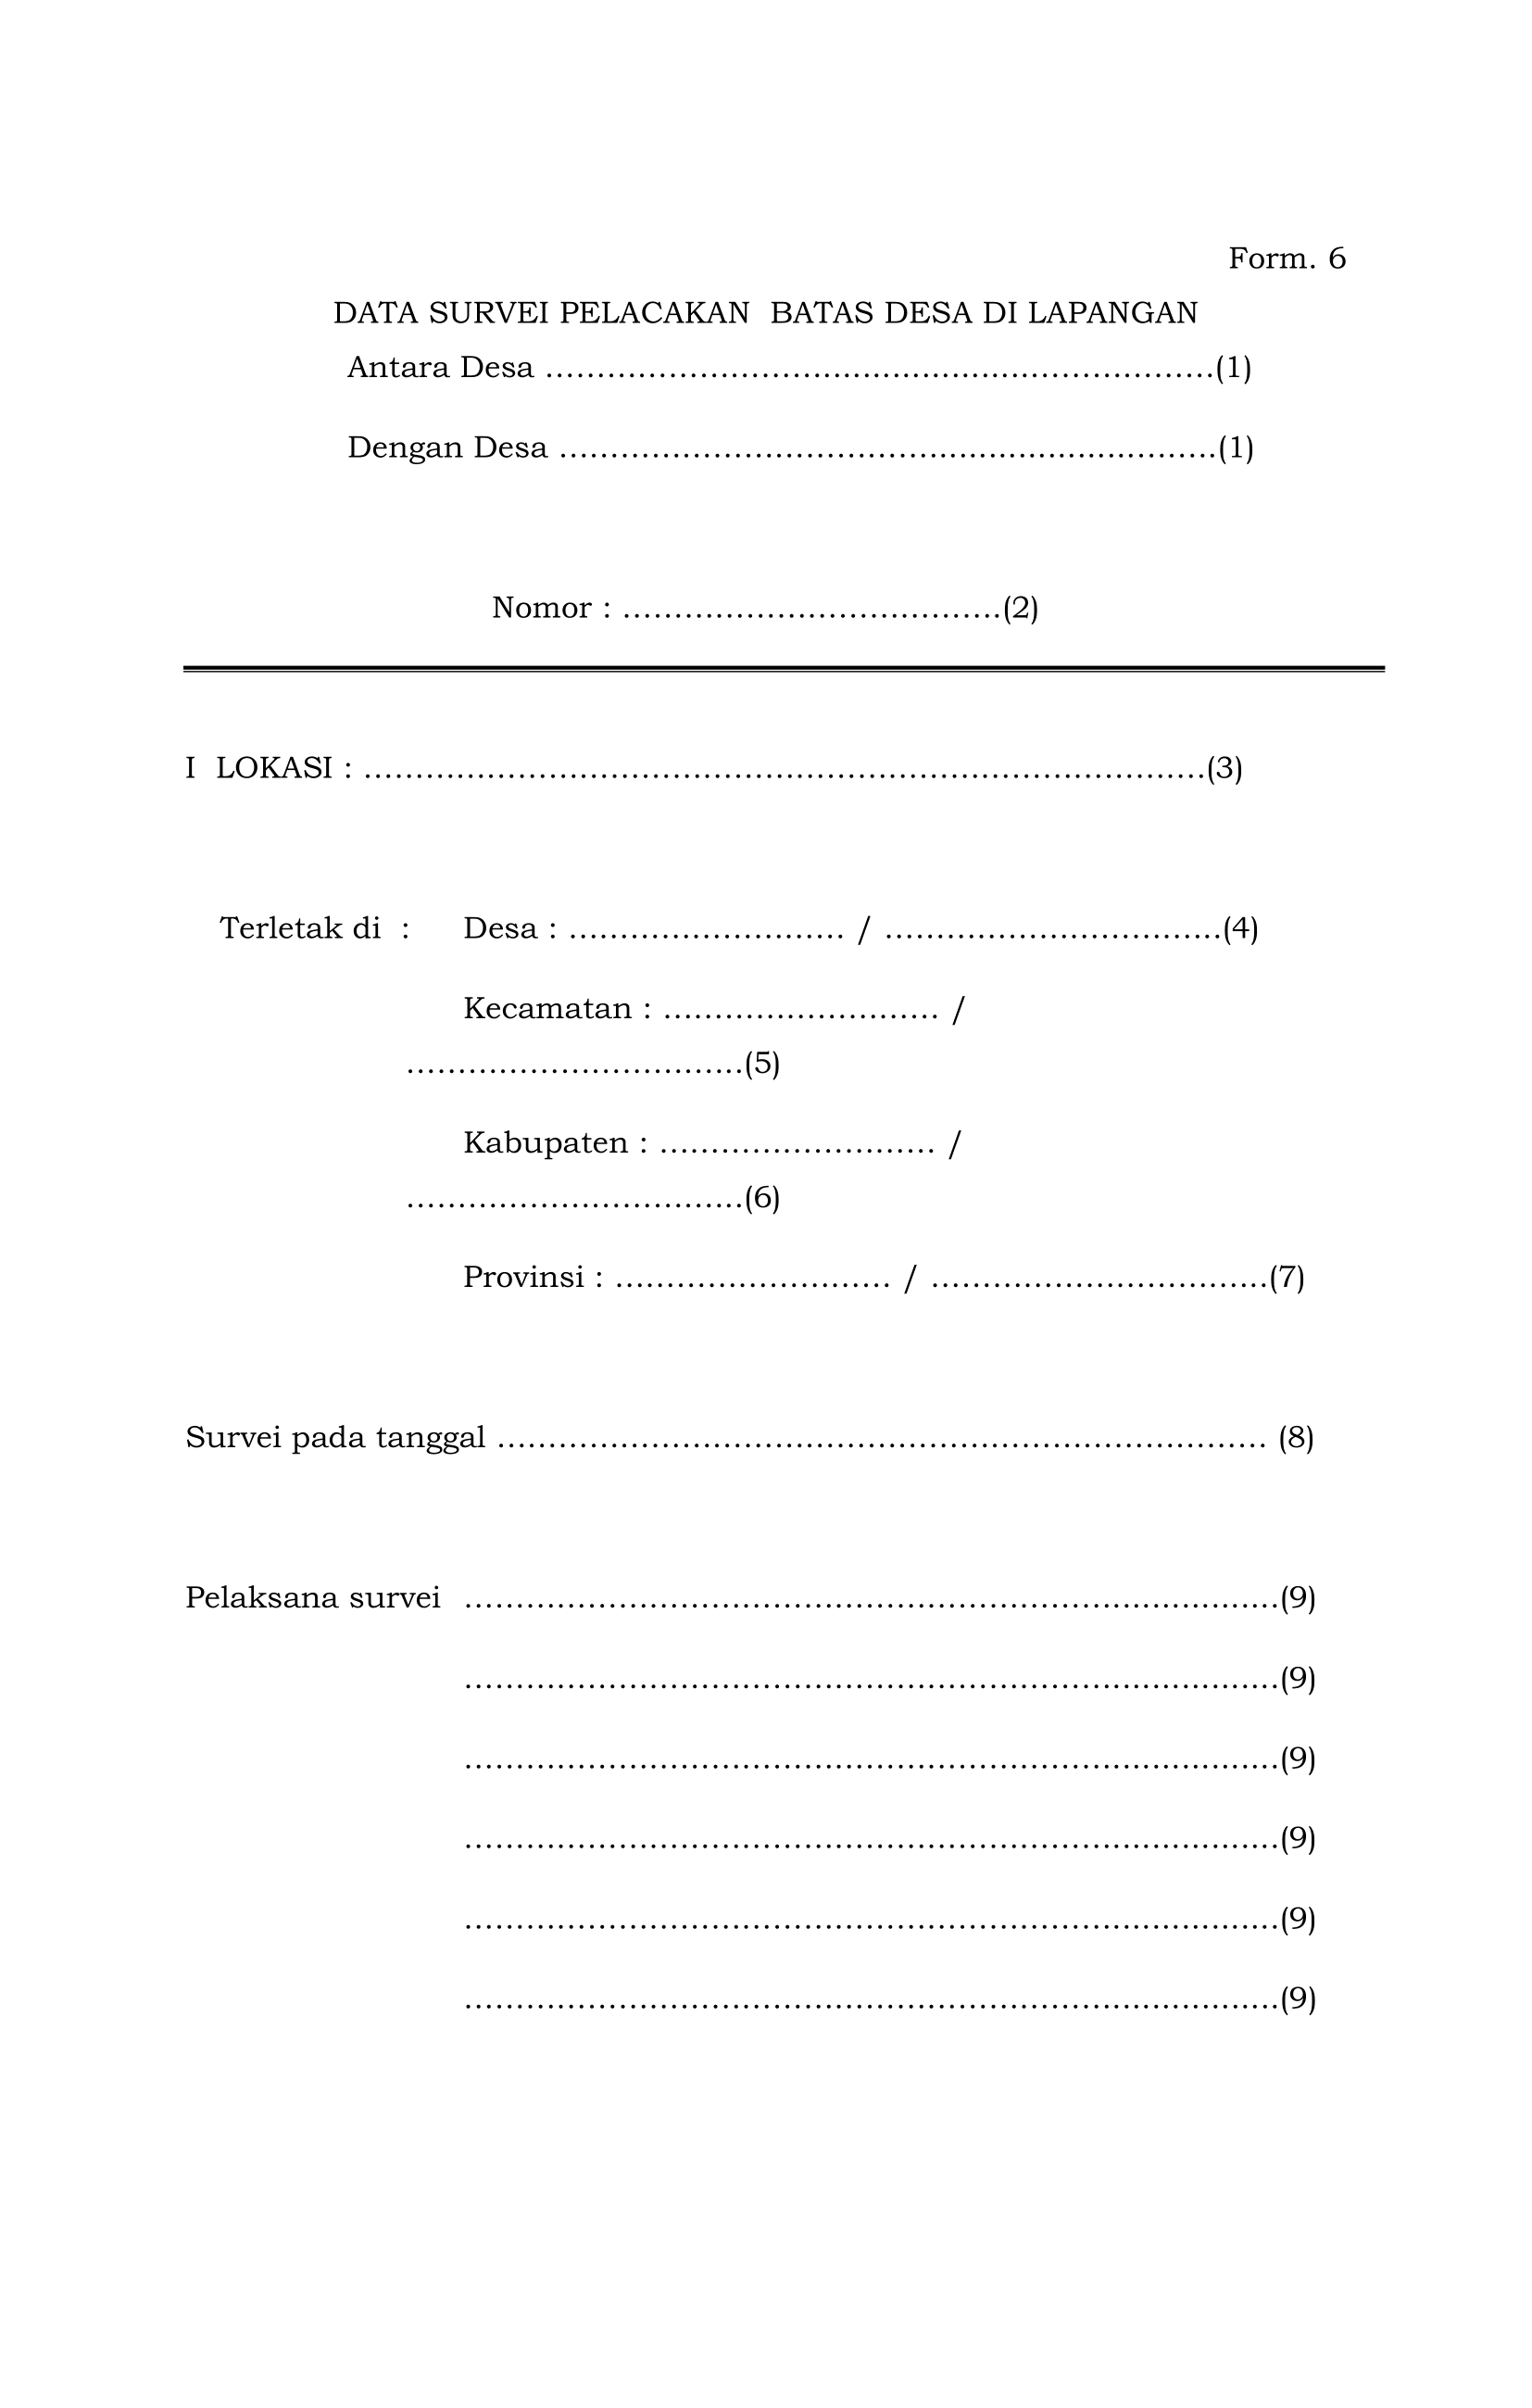 Form. 6
DATA SURVEI PELACAKAN  BATAS DESA DI LAPANGAN
Antara Desa ……………………………………………………….(1)
Dengan Desa ………………………………………………………(1)
Nomor : ………………………………(2)
I  LOKASI : ………………………………………………………………………(3)
Terletak di  :  Desa : ……………………… / ……………………………(4)
Kecamatan : ……………………… /
……………………………(5)
Kabupaten : ……………………… /
……………………………(6)
Provinsi : ……………………… / ……………………………(7)
Survei pada tanggal ………………………………………………………………… (8)
Pelaksana survei  ……………………………………………………………………(9)
……………………………………………………………………(9)
……………………………………………………………………(9)
……………………………………………………………………(9)
……………………………………………………………………(9)
……………………………………………………………………(9)